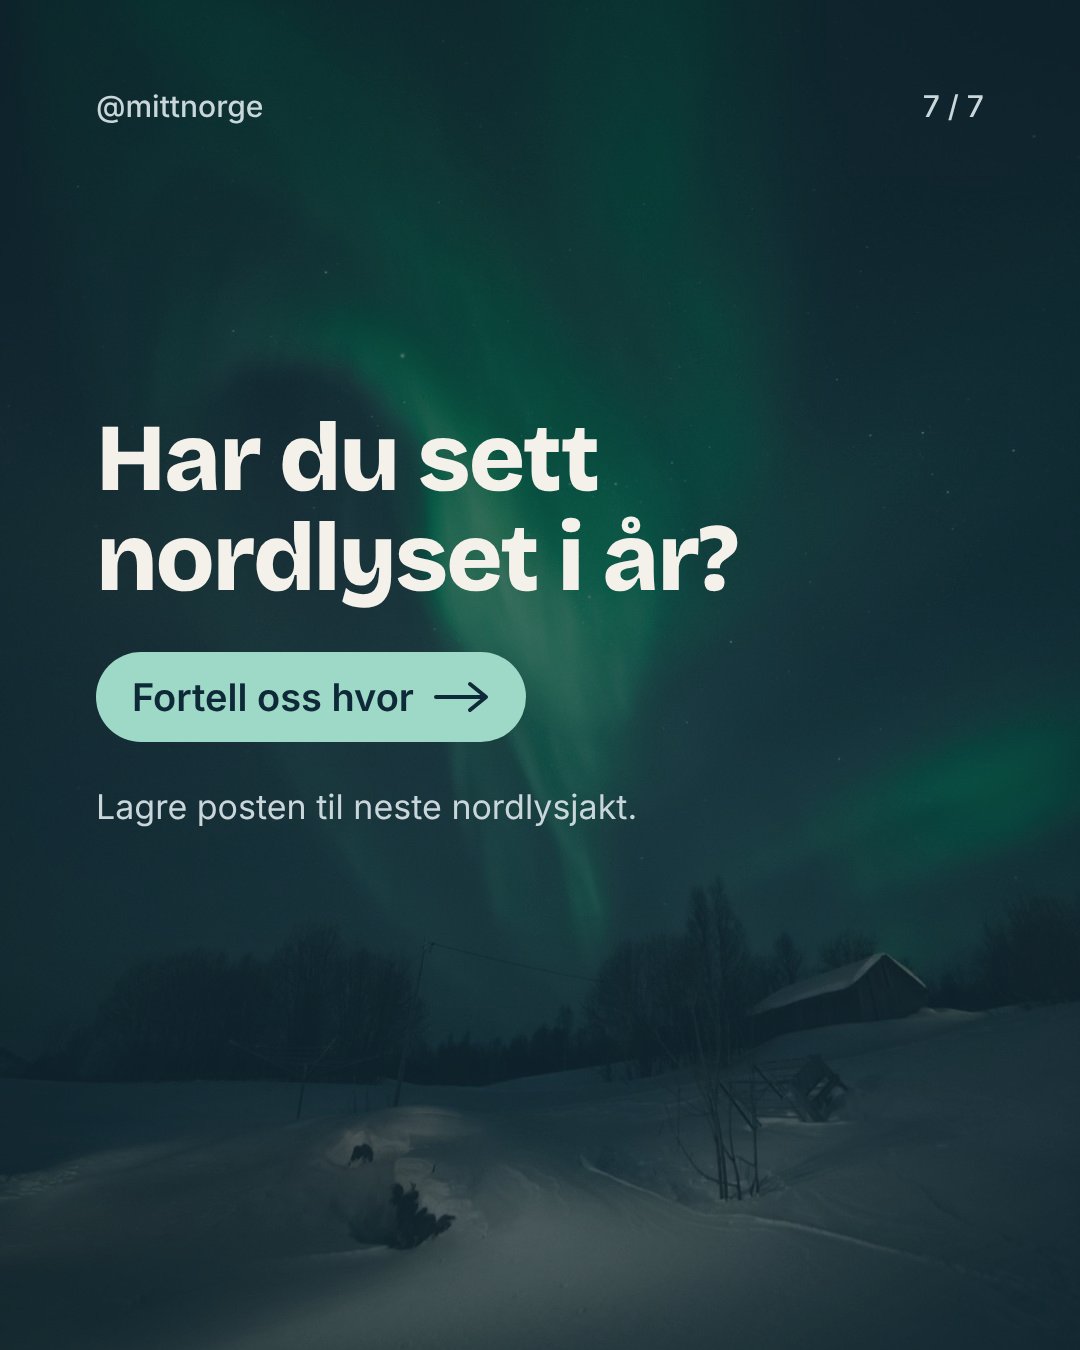 @mittnorge
7 / 7
Har du sett
nordlyset i år?
Fortell oss hvor →
Lagre posten til neste nordlysjakt.